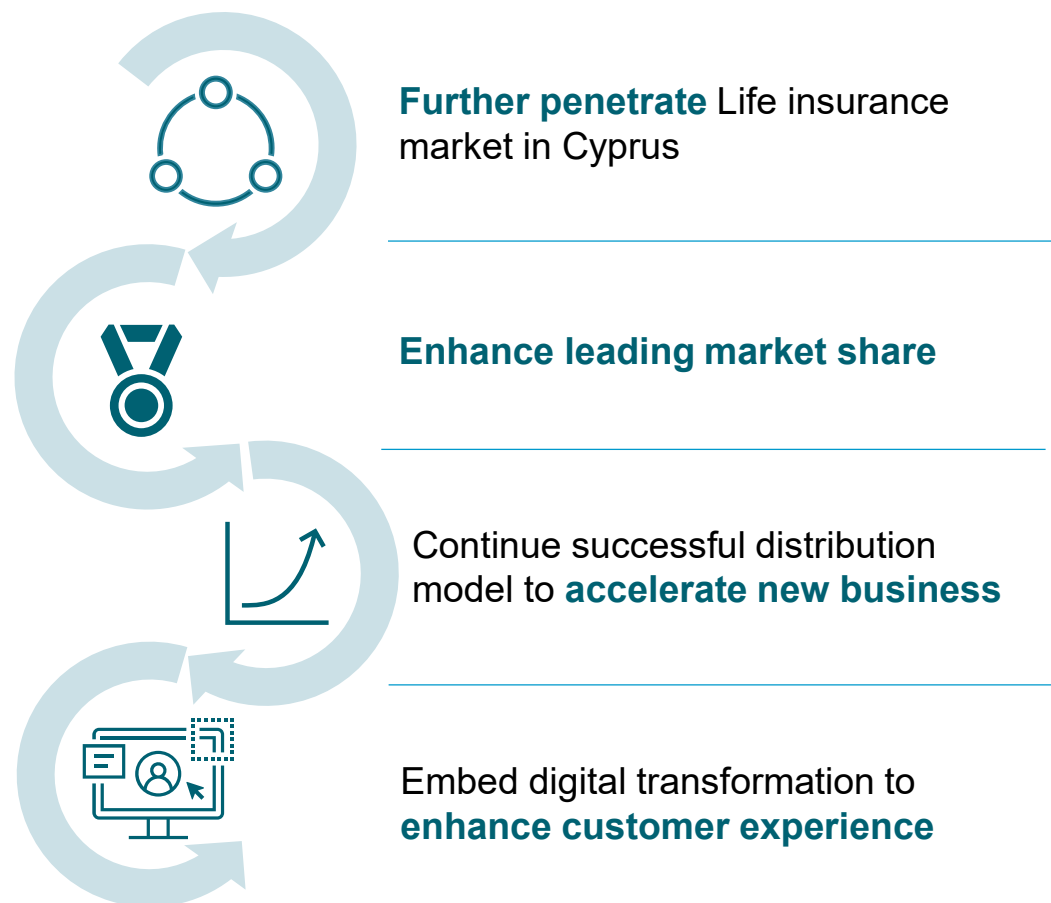 Further penetrate Life insurance
market in Cyprus
Enhance leading market share
Continue successful distribution
model to accelerate new business
Embed digital transformation to
enhance customer experience